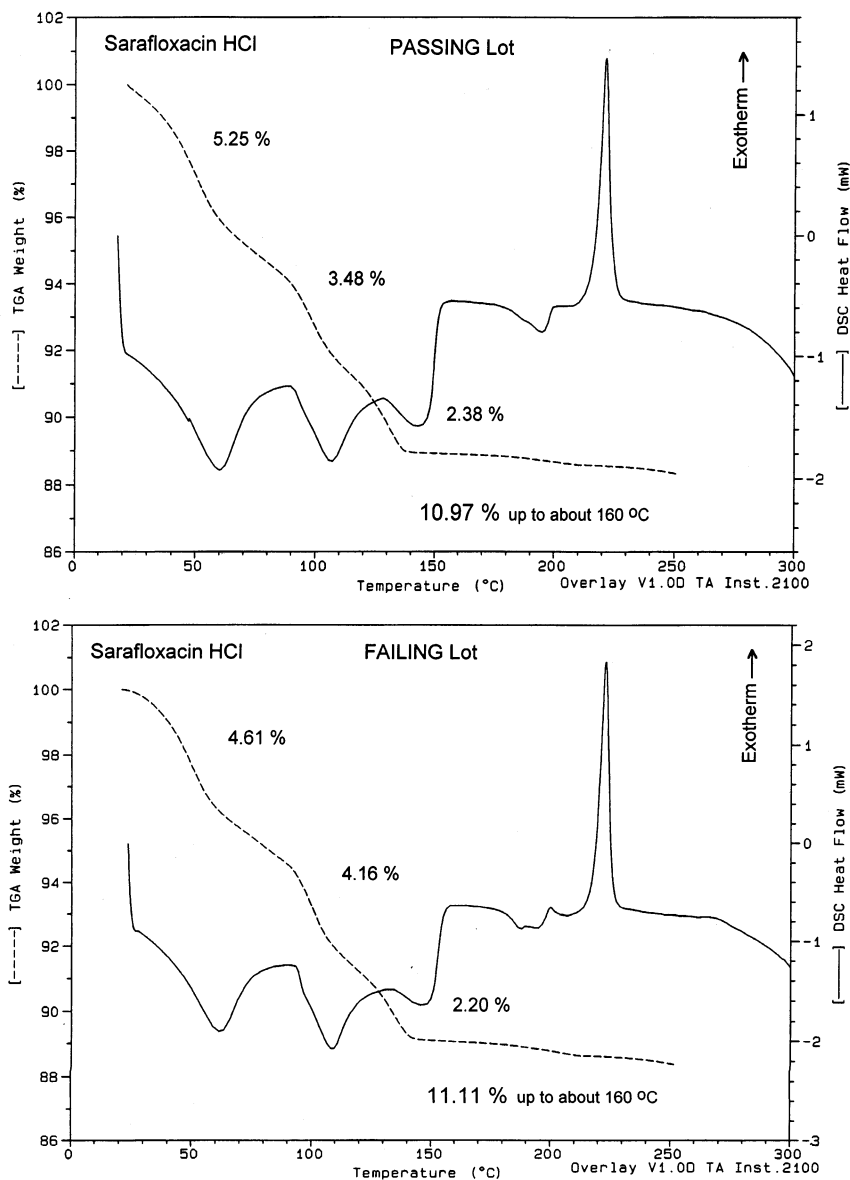 102
Sarafloxacin HCl
PASSING Lot
Exotherm
100
98
96
94
92
90
88
86
5.25 %
3.48 %
2.38 %
10.97 % up to about 160 ºC
1
0
-1
-2
[-----] TGA Weight (%)
[———] DSC Heat Flow (mW)
0 50 100 150 200 250 300
Temperature (°C)
Overlay V1.0D TA Inst.2100
102
Sarafloxacin HCl
FAILING Lot
Exotherm
100
98
96
94
92
90
88
86
4.61 %
4.16 %
2.20 %
11.11 % up to about 160 ºC
2
1
0
-1
-2
-3
[-----] TGA Weight (%)
[———] DSC Heat Flow (mW)
0 50 100 150 200 250 300
Temperature (°C)
Overlay V1.0D TA Inst.2100